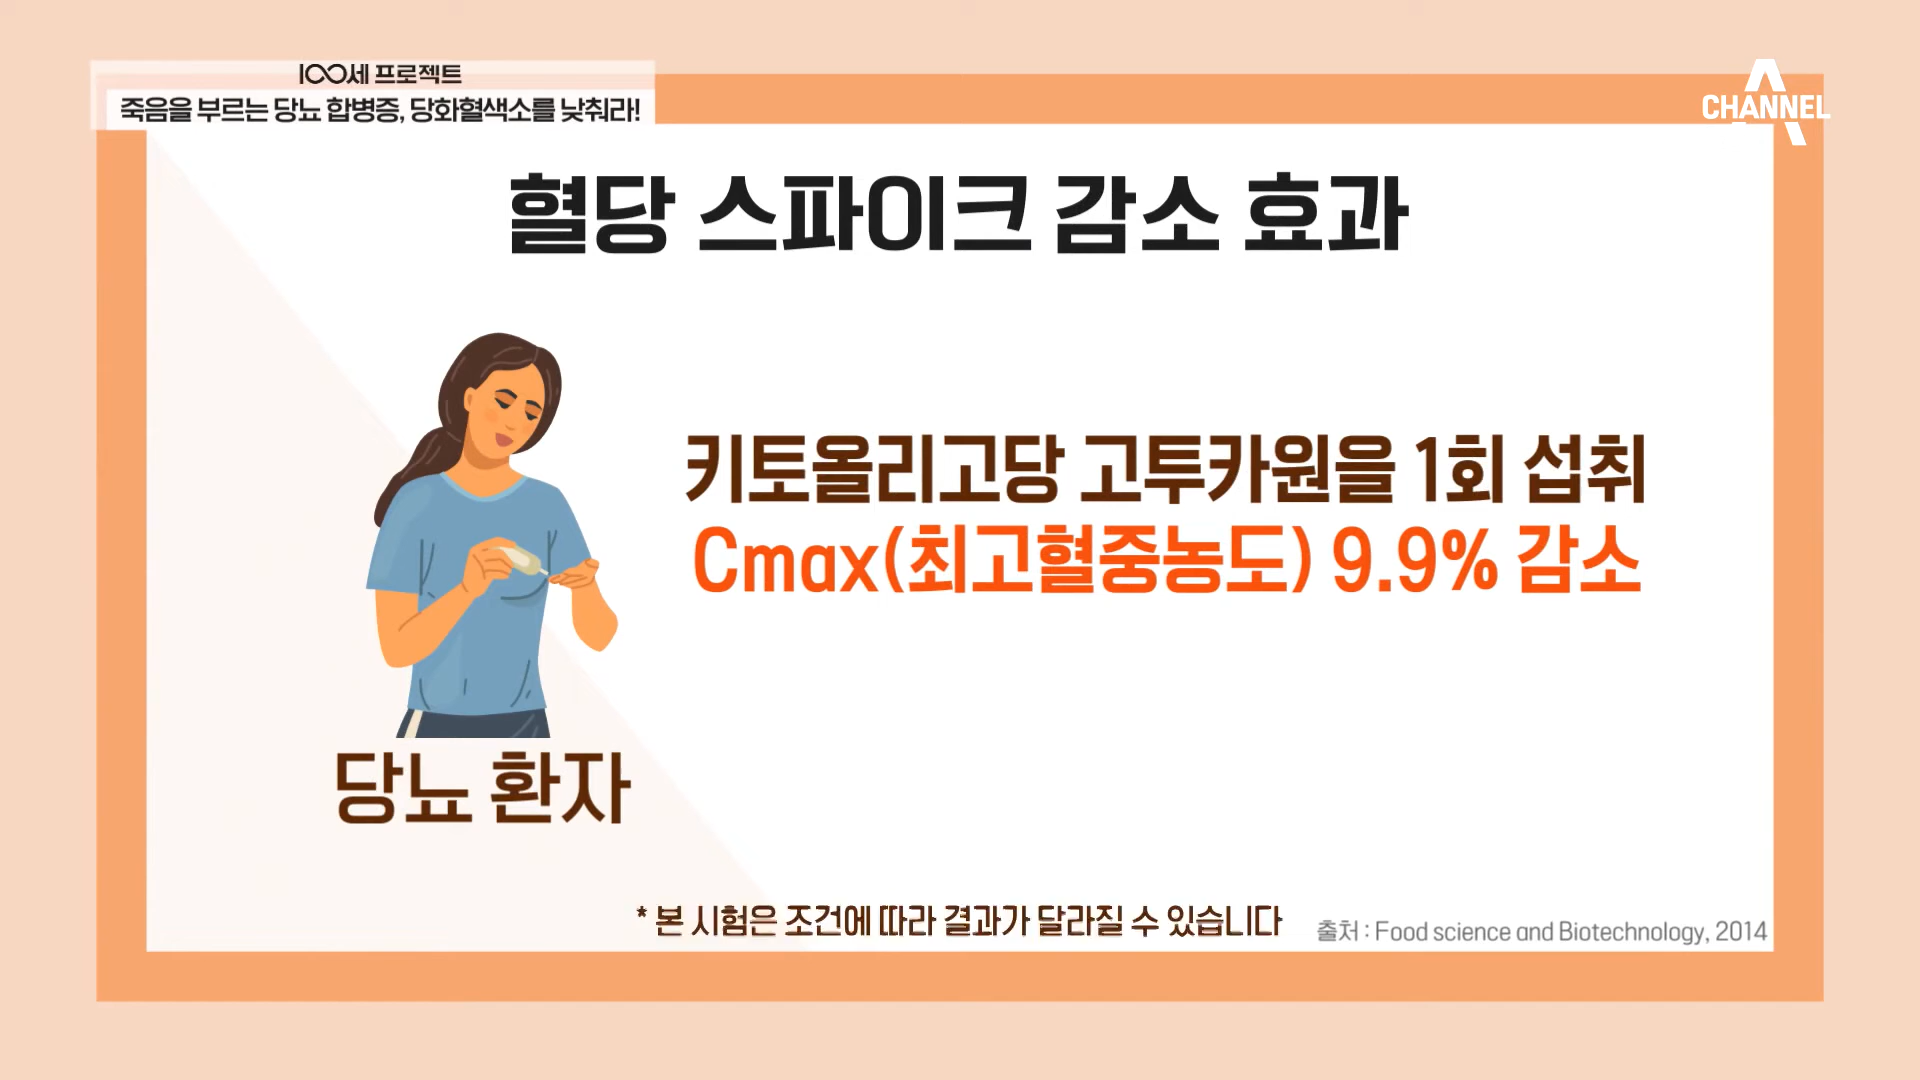 100세 프로젝트
죽음을 부르는 당뇨 합병증, 당화혈색소를 낮춰라!
CHANNEL A
혈당 스파이크 감소 효과
키토올리고당 고투카원을 1회 섭취
Cmax(최고혈중농도) 9.9% 감소
당뇨 환자
* 본 시험은 조건에 따라 결과가 달라질 수 있습니다
출처 : Food science and Biotechnology, 2014